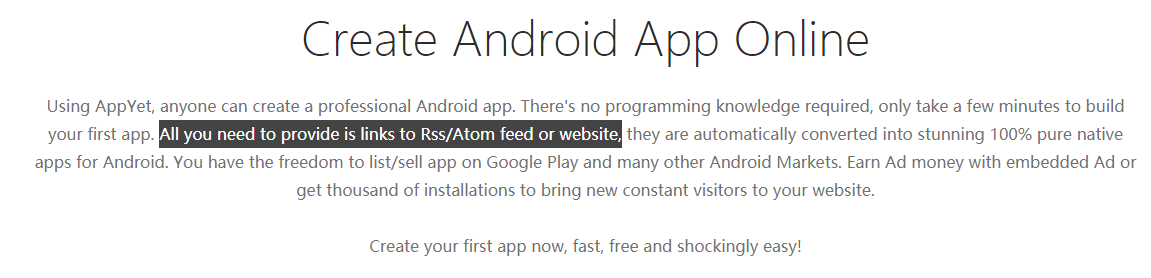 Create Android App Online
Using AppYet, anyone can create a professional Android app. There's no programming knowledge required, only take a few minutes to build
your first app. All you need to provide is links to Rss/Atom feed or website, they are automatically converted into stunning 100% pure native
apps for Android. You have the freedom to list/sell app on Google Play and many other Android Markets. Earn Ad money with embedded Ad or
get thousand of installations to bring new constant visitors to your website.
Create your first app now, fast, free and shockingly easy!